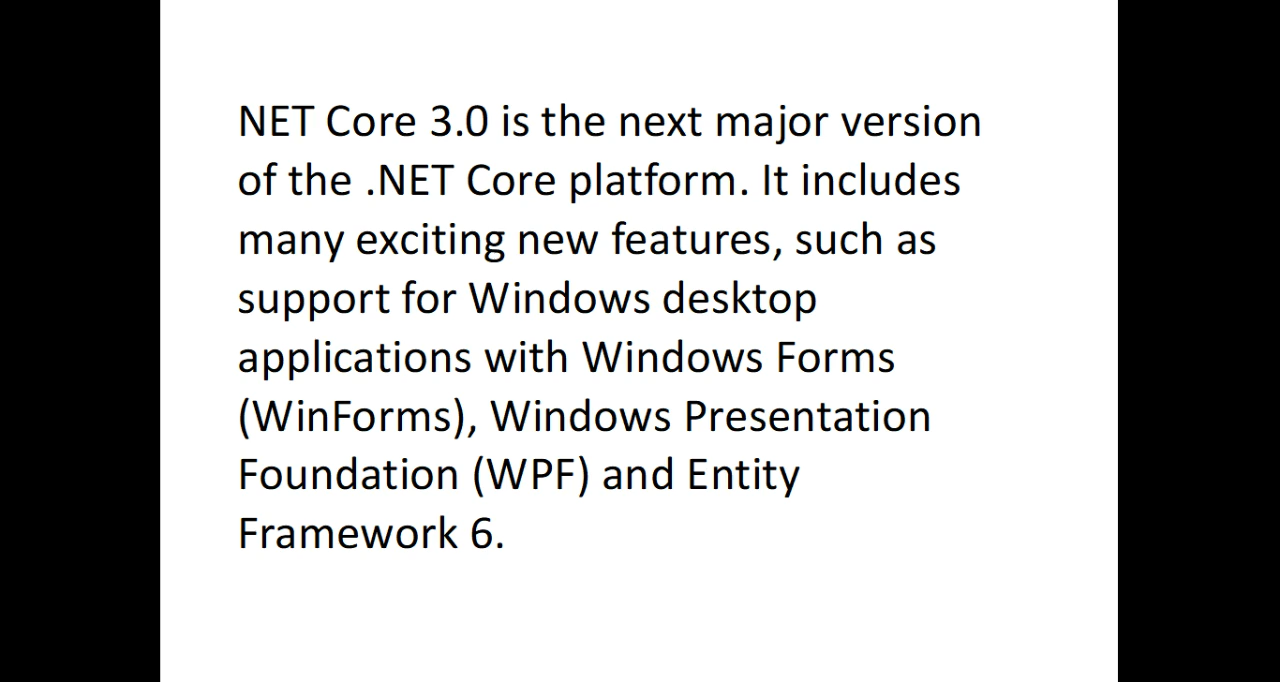 NET Core 3.0 is the next major version
of the .NET Core platform. It includes
many exciting new features, such as
support for Windows desktop
applications with Windows Forms
(WinForms), Windows Presentation
Foundation (WPF) and Entity
Framework 6.